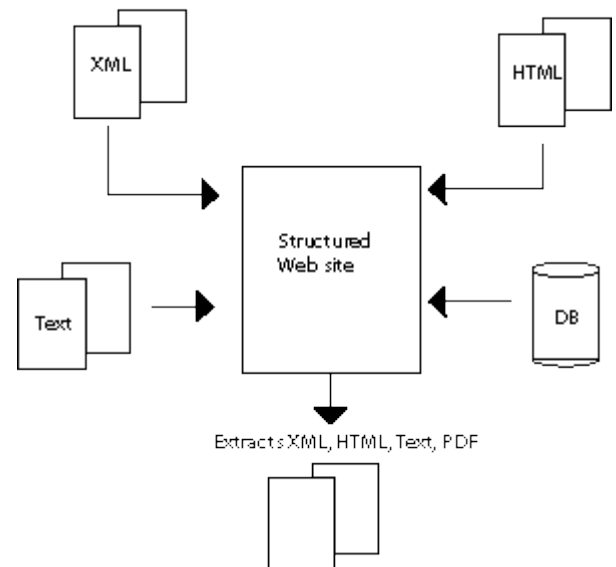 XML
HTML
Structured
Web site
Text
DB
Extracts XML, HTML, Text, PDF